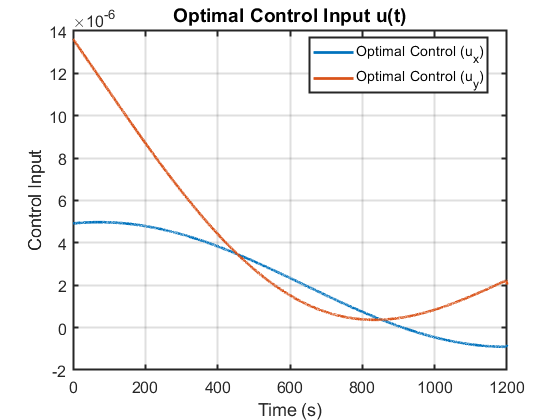 Optimal Control Input u(t)
×10⁻⁶
14
12
10
8
6
4
2
0
-2
Control Input
Optimal Control (uₓ)
Optimal Control (u_y)
0 200 400 600 800 1000 1200
Time (s)